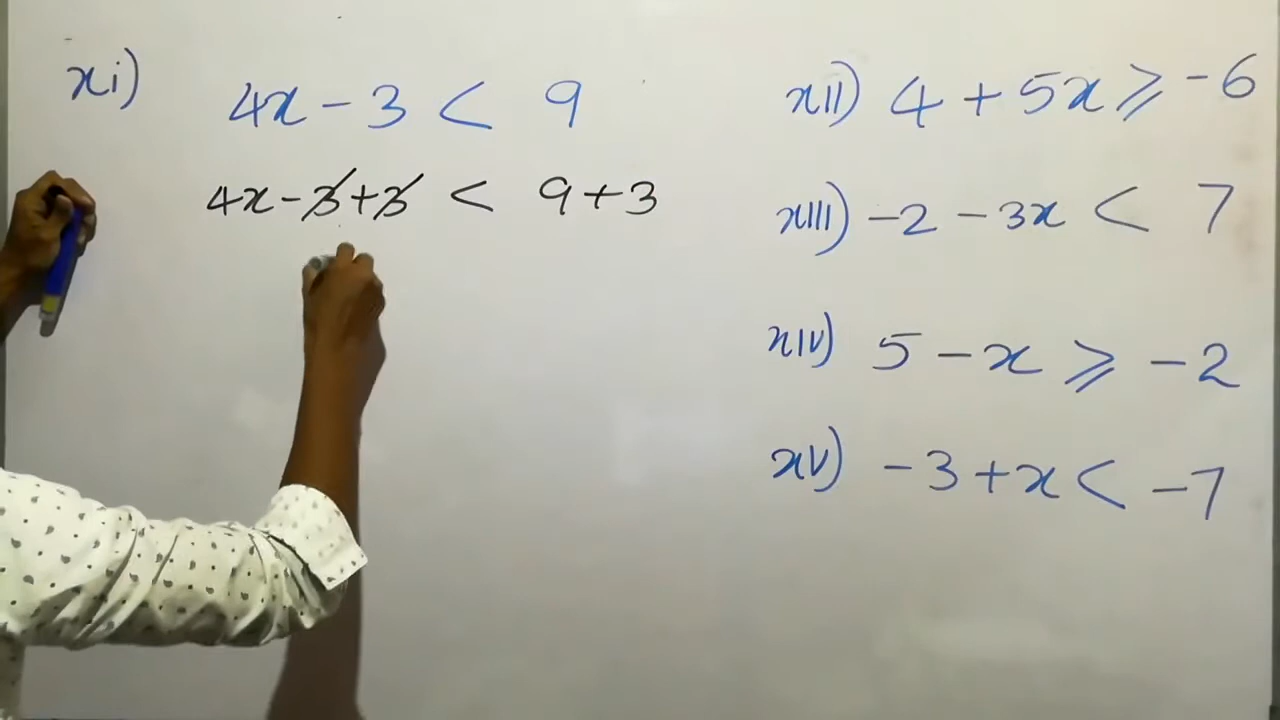 xi) 4x - 3 < 9
4x - 3 + 3 < 9 + 3
xii) 4 + 5x ⩾ -6
xiii) -2 - 3x < 7
xiv) 5 - x ⩾ -2
xv) -3 + x < -7